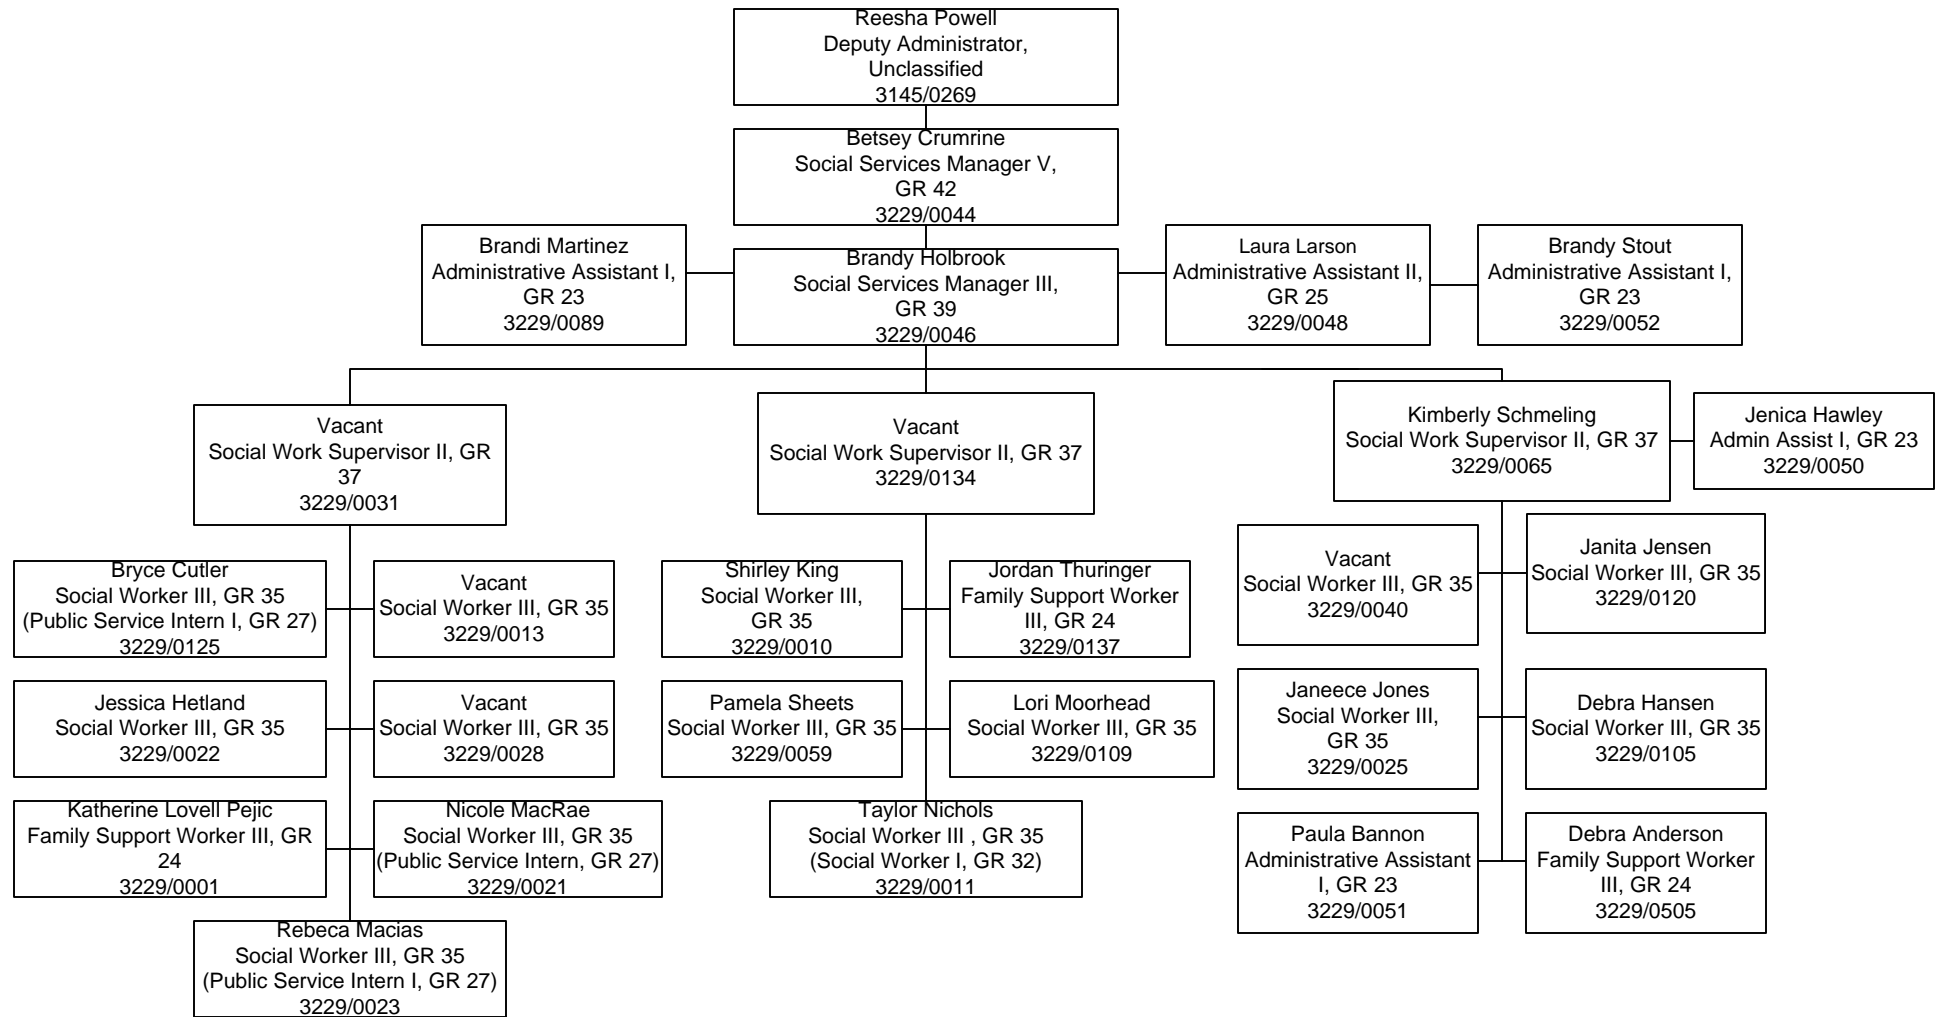 Reesha Powell
Deputy Administrator,
Unclassified
3145/0269
Betsey Crumrine
Social Services Manager V,
GR 42
3229/0044
Brandi Martinez
Administrative Assistant I,
GR 23
3229/0089
Brandy Holbrook
Social Services Manager III,
GR 39
3229/0046
Laura Larson
Administrative Assistant II,
GR 25
3229/0048
Brandy Stout
Administrative Assistant I,
GR 23
3229/0052
Vacant
Social Work Supervisor II, GR
37
3229/0031
Vacant
Social Work Supervisor II, GR 37
3229/0134
Kimberly Schmeling
Social Work Supervisor II, GR 37
3229/0065
Jenica Hawley
Admin Assist I, GR 23
3229/0050
Bryce Cutler
Social Worker III, GR 35
(Public Service Intern I, GR 27)
3229/0125
Vacant
Social Worker III, GR 35
3229/0013
Jessica Hetland
Social Worker III, GR 35
3229/0022
Vacant
Social Worker III, GR 35
3229/0028
Katherine Lovell Pejic
Family Support Worker III, GR
24
3229/0001
Nicole MacRae
Social Worker III, GR 35
(Public Service Intern, GR 27)
3229/0021
Rebeca Macias
Social Worker III, GR 35
(Public Service Intern I, GR 27)
3229/0023
Shirley King
Social Worker III,
GR 35
3229/0010
Jordan Thuringer
Family Support Worker
III, GR 24
3229/0137
Pamela Sheets
Social Worker III, GR 35
3229/0059
Lori Moorhead
Social Worker III, GR 35
3229/0109
Taylor Nichols
Social Worker III , GR 35
(Social Worker I, GR 32)
3229/0011
Vacant
Social Worker III, GR 35
3229/0040
Janita Jensen
Social Worker III, GR 35
3229/0120
Janeece Jones
Social Worker III,
GR 35
3229/0025
Debra Hansen
Social Worker III, GR 35
3229/0105
Paula Bannon
Administrative Assistant
I, GR 23
3229/0051
Debra Anderson
Family Support Worker
III, GR 24
3229/0505